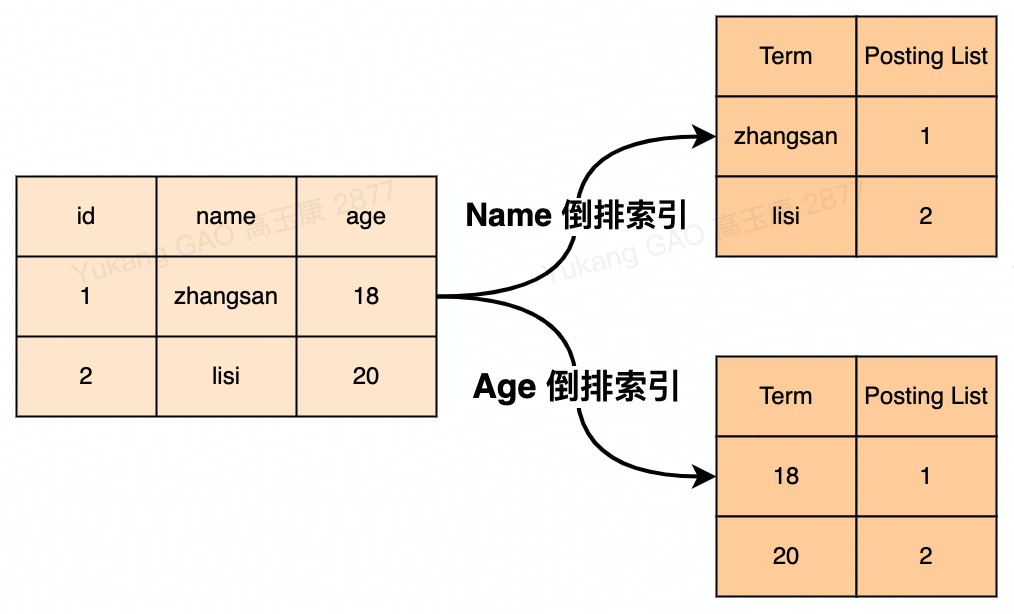 id name age
1 zhangsan 18
2 lisi 20
Name 倒排索引
Term Posting List
zhangsan 1
lisi 2
Age 倒排索引
Term Posting List
18 1
20 2
Yukang GAO 高玉康 2877
Yukang GAO 高玉康 2877